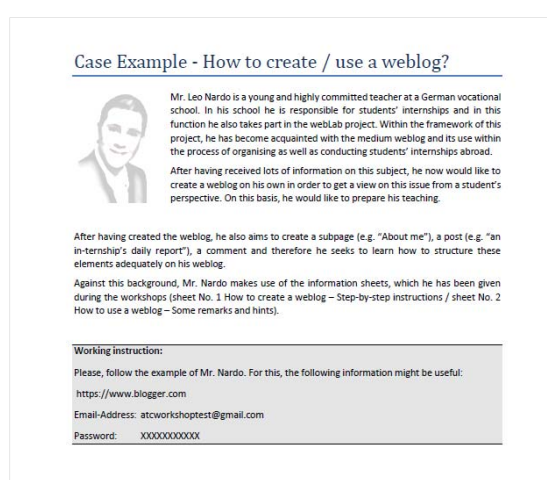 Case Example - How to create / use a weblog?
Mr. Leo Nardo is a young and highly committed teacher at a German vocational
school. In his school he is responsible for students' internships and in this
function he also takes part in the webLab project. Within the framework of this
project, he has become acquainted with the medium weblog and its use within
the process of organising as well as conducting students' internships abroad.
After having received lots of information on this subject, he now would like to
create a weblog on his own in order to get a view on this issue from a student's
perspective. On this basis, he would like to prepare his teaching.
After having created the weblog, he also aims to create a subpage (e.g. "About me"), a post (e.g. "an
in-ternship's daily report"), a comment and therefore he seeks to learn how to structure these
elements adequately on his weblog.
Against this background, Mr. Nardo makes use of the information sheets, which he has been given
during the workshops (sheet No. 1 How to create a weblog – Step-by-step instructions / sheet No. 2
How to use a weblog – Some remarks and hints).
Working instruction:
Please, follow the example of Mr. Nardo. For this, the following information might be useful:
https://www.blogger.com
Email-Address: atcworkshoptest@gmail.com
Password: XXXXXXXXXXX